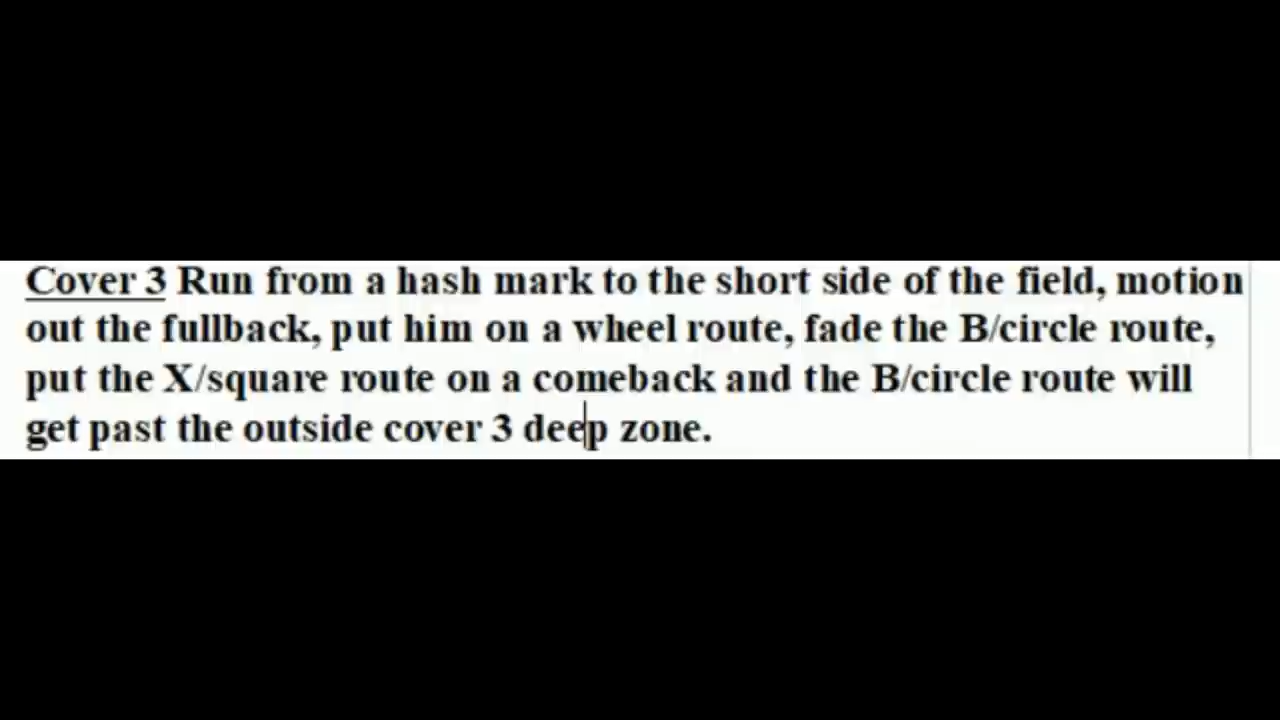 Cover 3 Run from a hash mark to the short side of the field, motion
out the fullback, put him on a wheel route, fade the B/circle route,
put the X/square route on a comeback and the B/circle route will
get past the outside cover 3 deep zone.